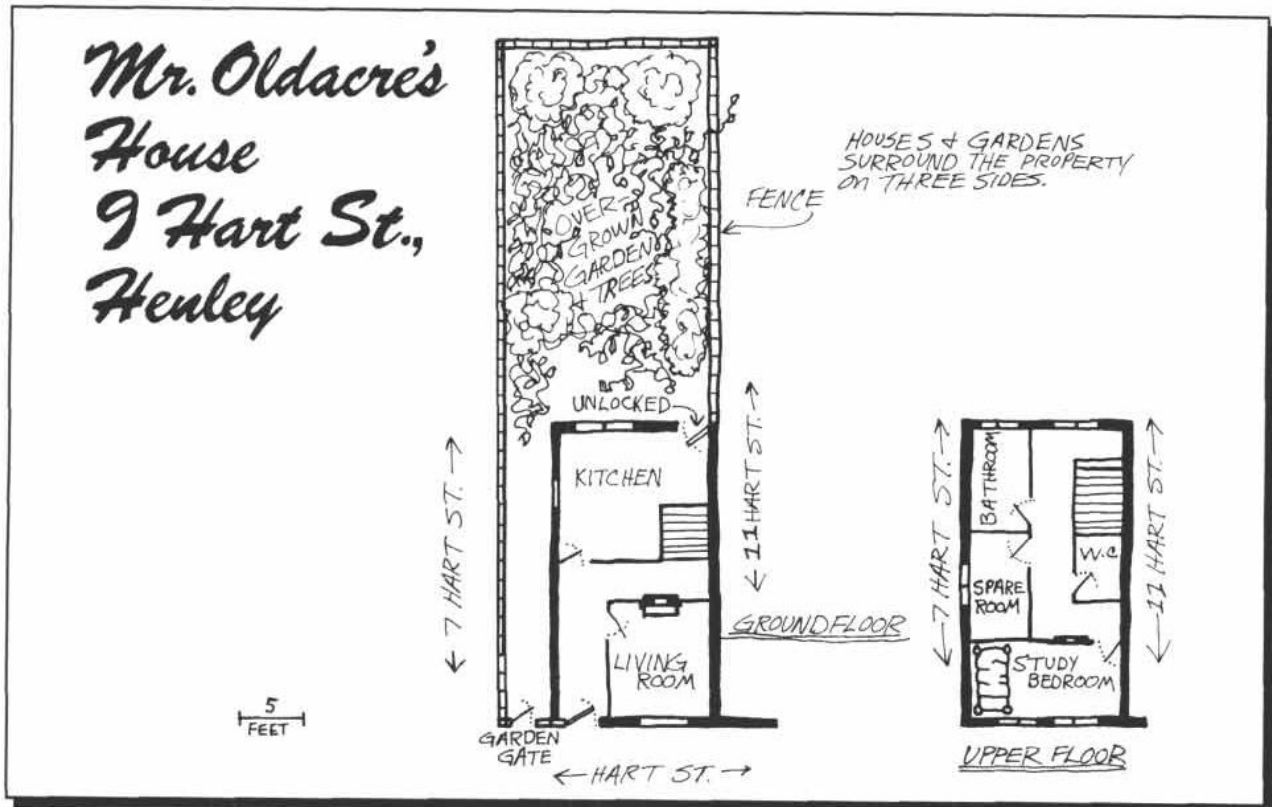 Mr. Oldacre's
House
9 Hart St.,
Henley
HOUSES & GARDENS
SURROUND THE PROPERTY
ON THREE SIDES.
FENCE
OVER-
GROWN
GARDEN
& TREES
UNLOCKED
KITCHEN
7 HART ST.
11 HART ST.
GROUND FLOOR
LIVING
ROOM
5
FEET
GARDEN
GATE
HART ST.
7 HART ST.
BATHROOM
W.C
SPARE
ROOM
STUDY
BEDROOM
11 HART ST.
UPPER FLOOR